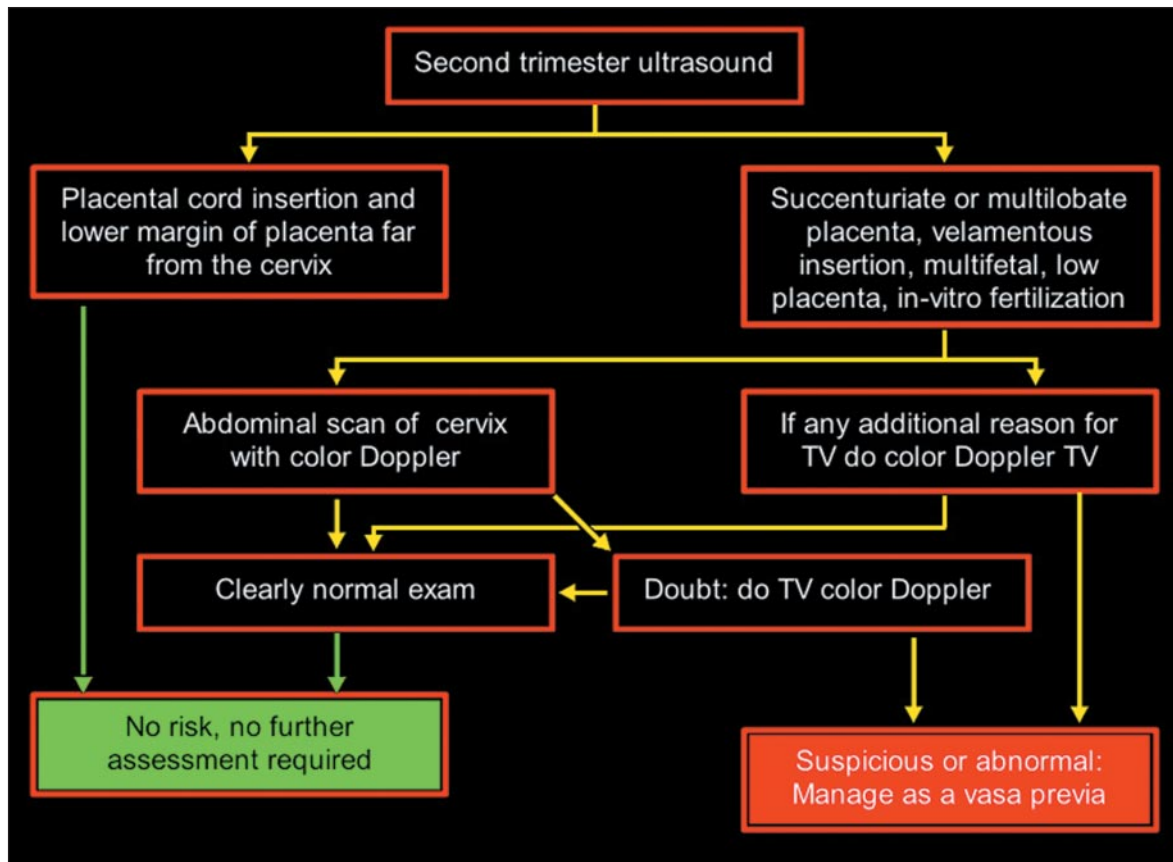 Second trimester ultrasound
Placental cord insertion and
lower margin of placenta far
from the cervix
Succenturiate or multilobate
placenta, velamentous
insertion, multifetal, low
placenta, in-vitro fertilization
Abdominal scan of cervix
with color Doppler
If any additional reason for
TV do color Doppler TV
Clearly normal exam
Doubt: do TV color Doppler
No risk, no further
assessment required
Suspicious or abnormal:
Manage as a vasa previa